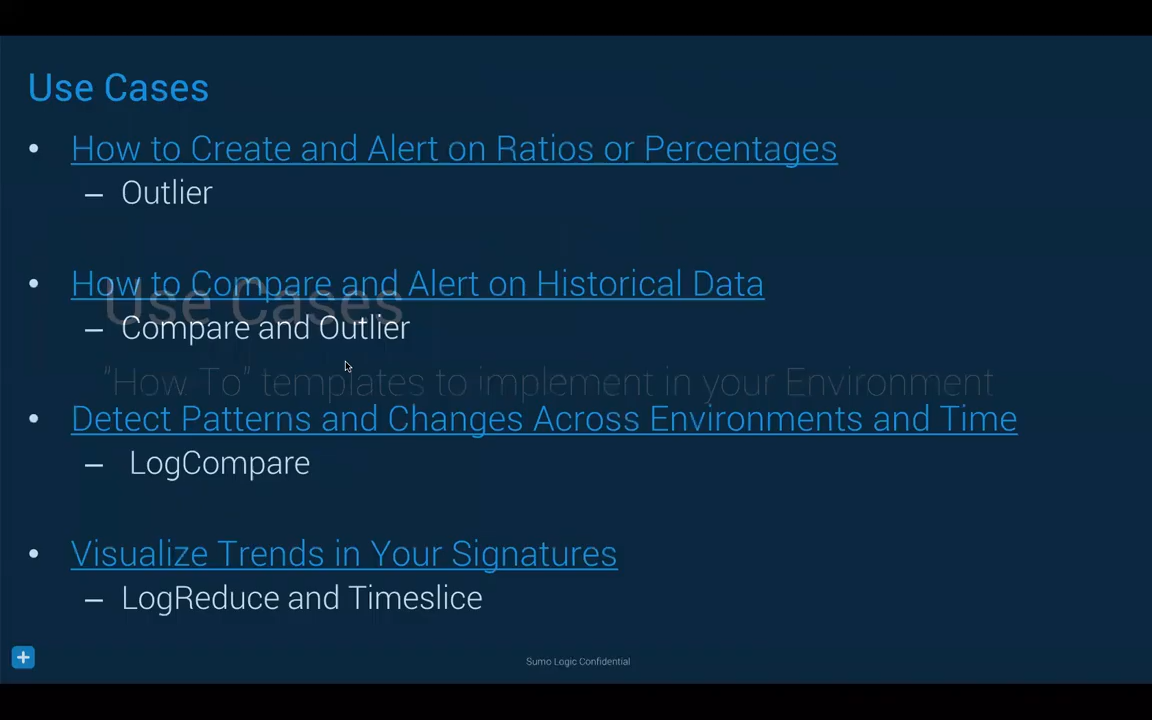 Use Cases
• How to Create and Alert on Ratios or Percentages
– Outlier
• How to Compare and Alert on Historical Data
Use Cases
– Compare and Outlier
"How To" templates to implement in your Environment
• Detect Patterns and Changes Across Environments and Time
– LogCompare
• Visualize Trends in Your Signatures
– LogReduce and Timeslice
Sumo Logic Confidential